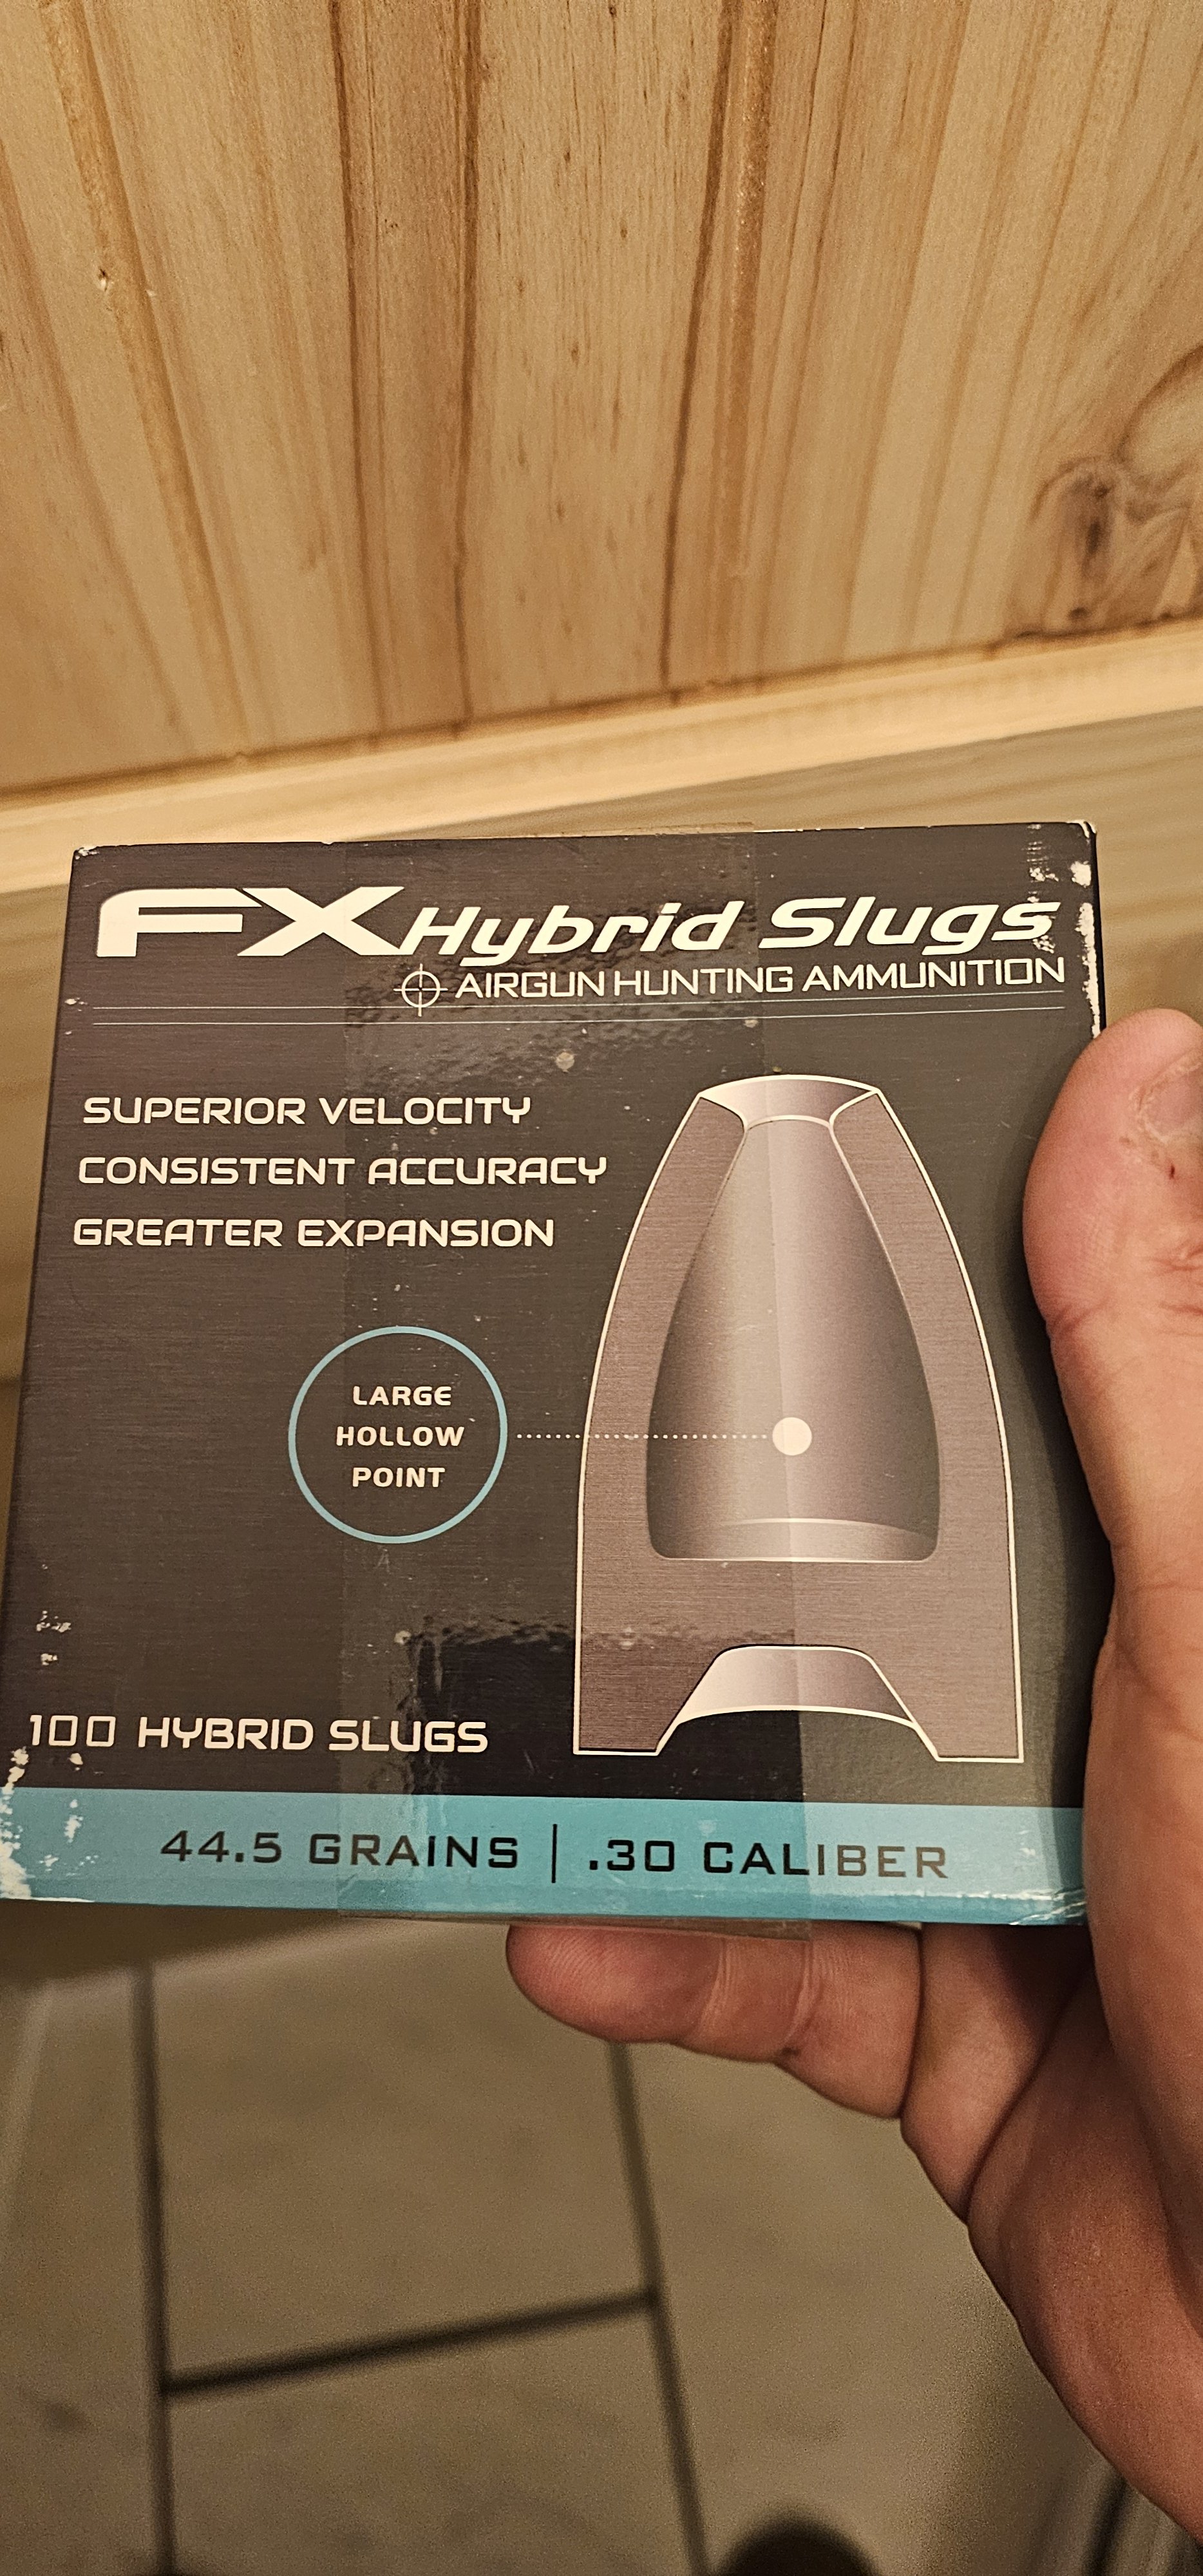 FX Hybrid Slugs
AIRGUN HUNTING AMMUNITION
SUPERIOR VELOCITY
CONSISTENT ACCURACY
GREATER EXPANSION
LARGE
HOLLOW
POINT
100 HYBRID SLUGS
44.5 GRAINS | .30 CALIBER